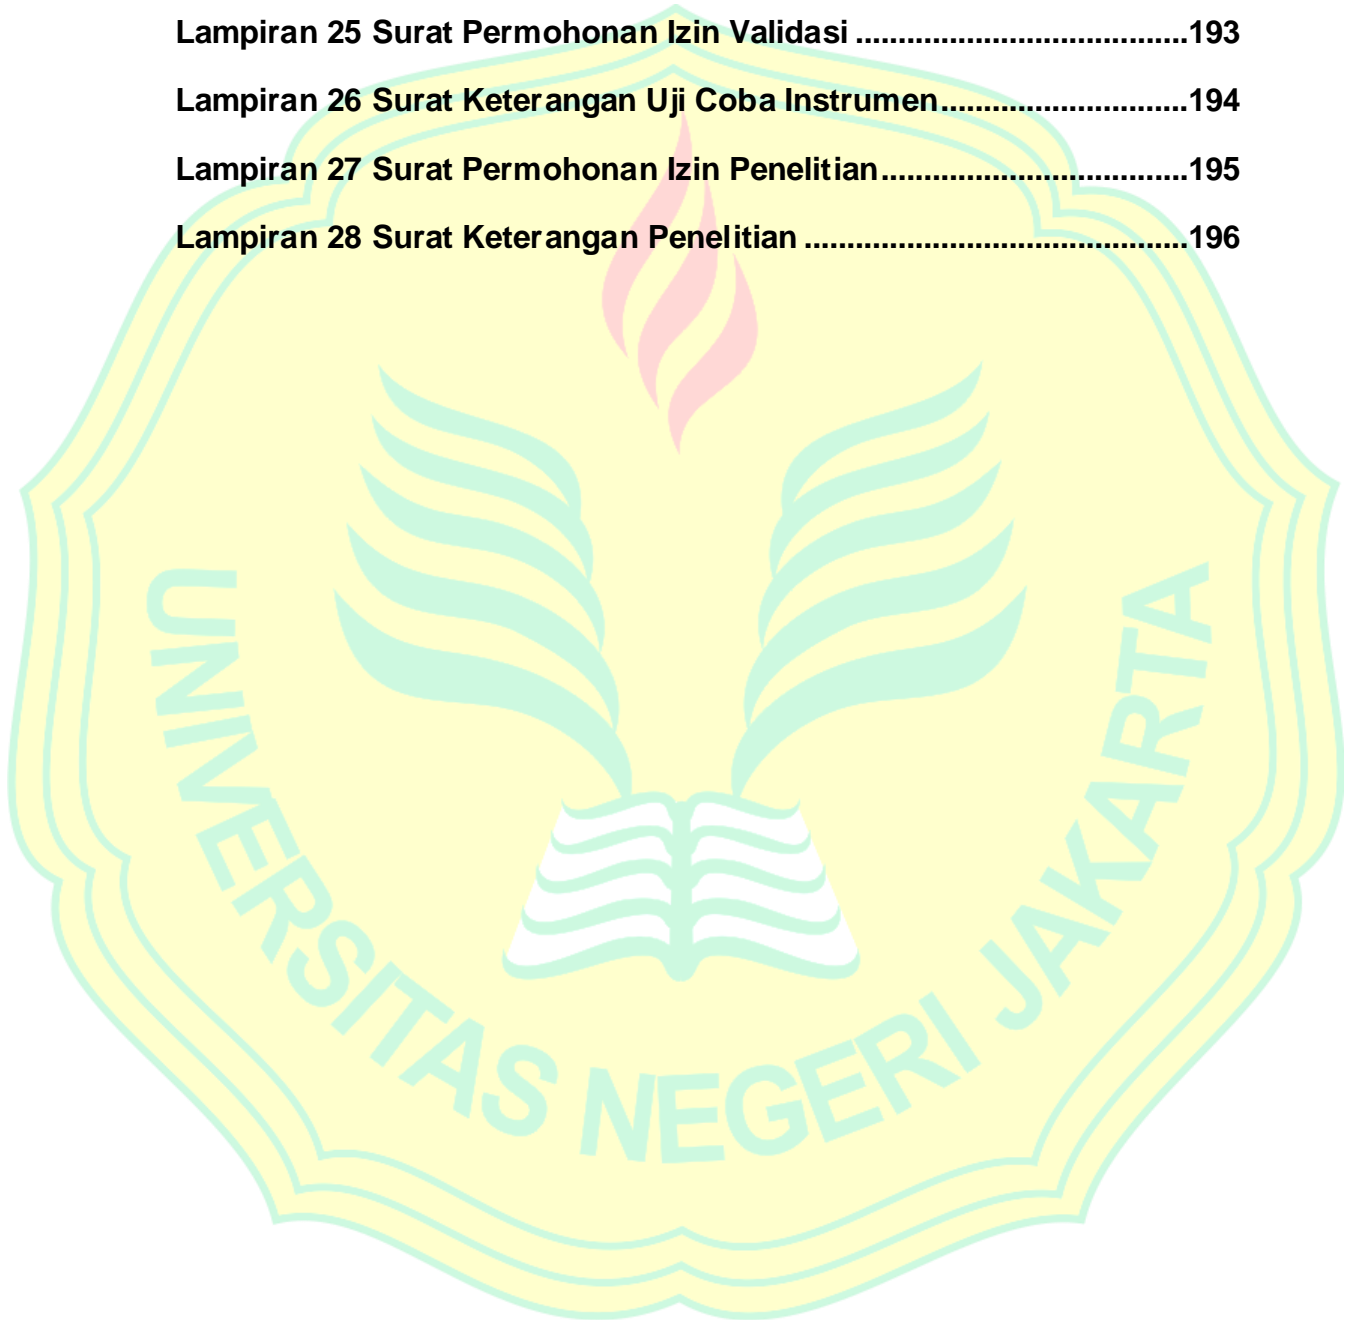 Lampiran 25 Surat Permohonan Izin Validasi .......................................193
Lampiran 26 Surat Keterangan Uji Coba Instrumen.............................194
Lampiran 27 Surat Permohonan Izin Penelitian....................................195
Lampiran 28 Surat Keterangan Penelitian .............................................196
UNIVERSITAS NEGERI JAKARTA